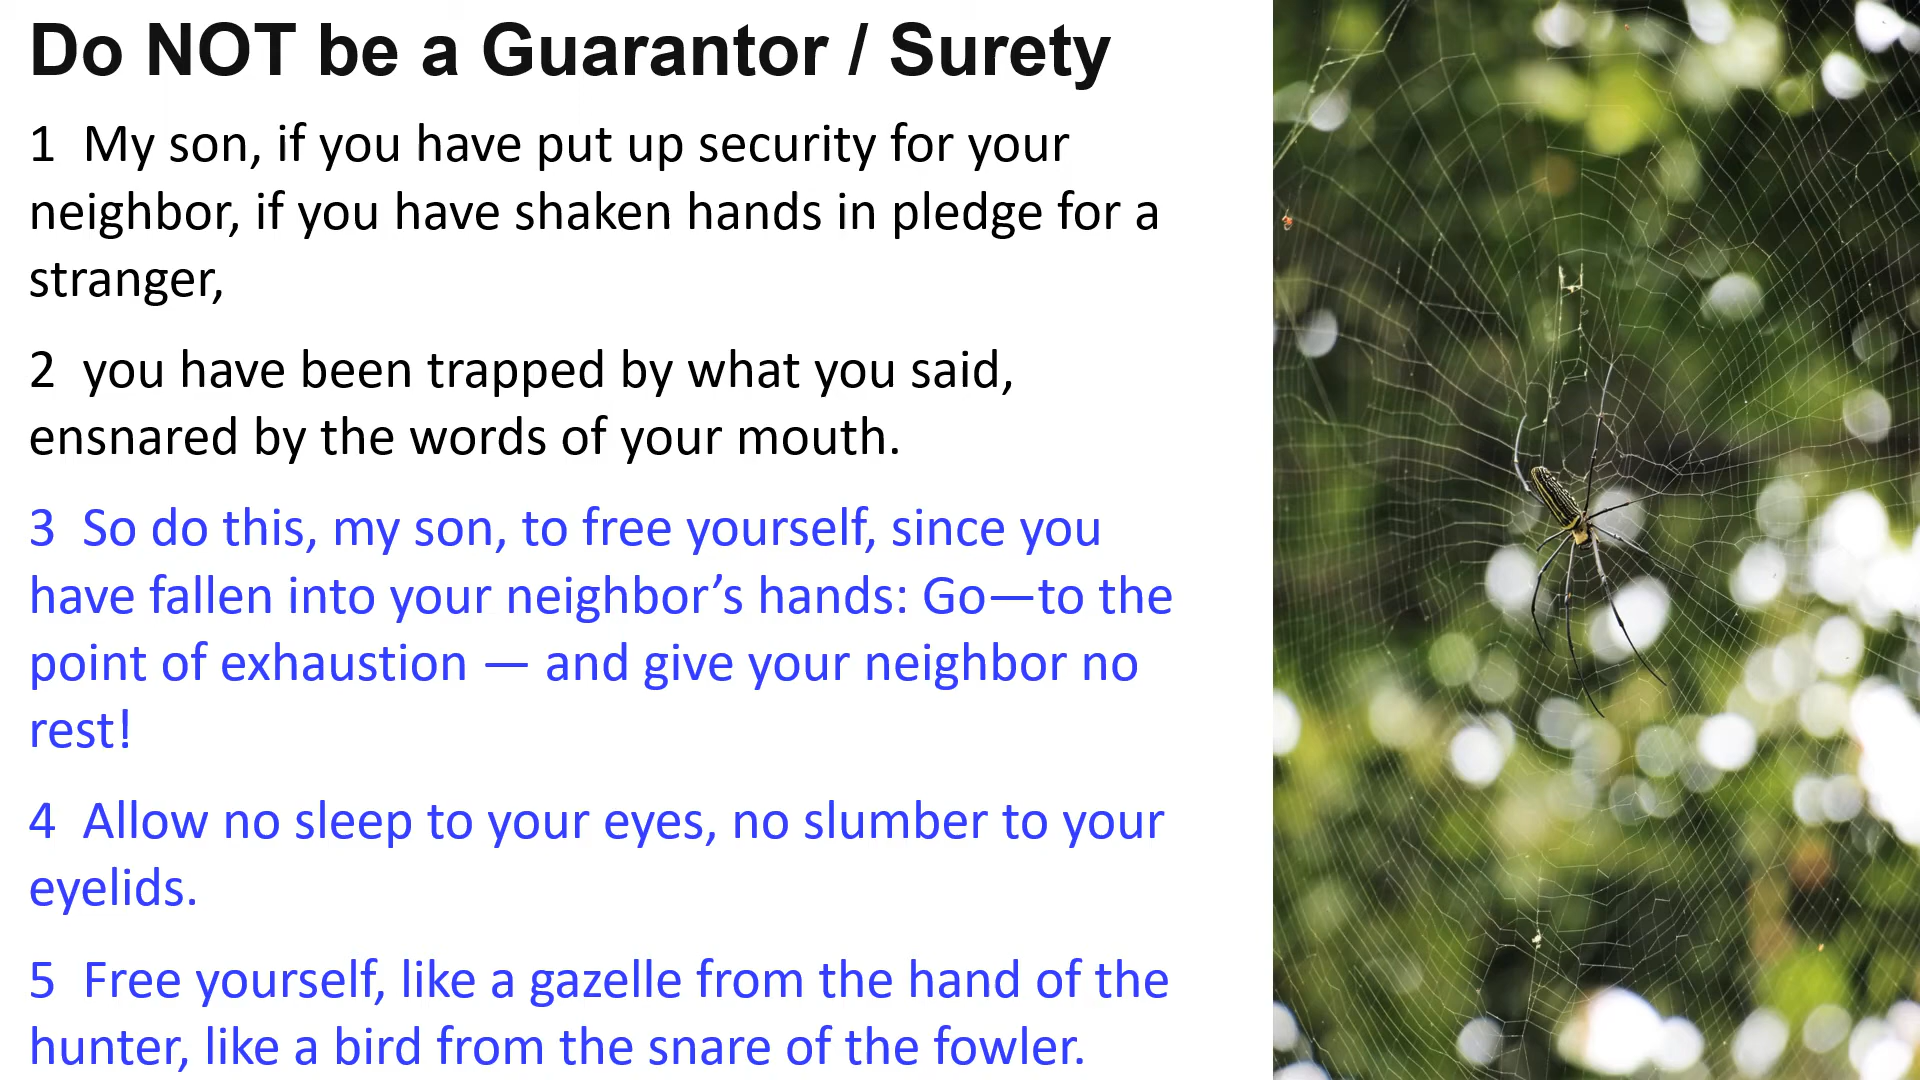 Do NOT be a Guarantor / Surety
1 My son, if you have put up security for your
neighbor, if you have shaken hands in pledge for a
stranger,
2 you have been trapped by what you said,
ensnared by the words of your mouth.
3 So do this, my son, to free yourself, since you
have fallen into your neighbor’s hands: Go—to the
point of exhaustion — and give your neighbor no
rest!
4 Allow no sleep to your eyes, no slumber to your
eyelids.
5 Free yourself, like a gazelle from the hand of the
hunter, like a bird from the snare of the fowler.